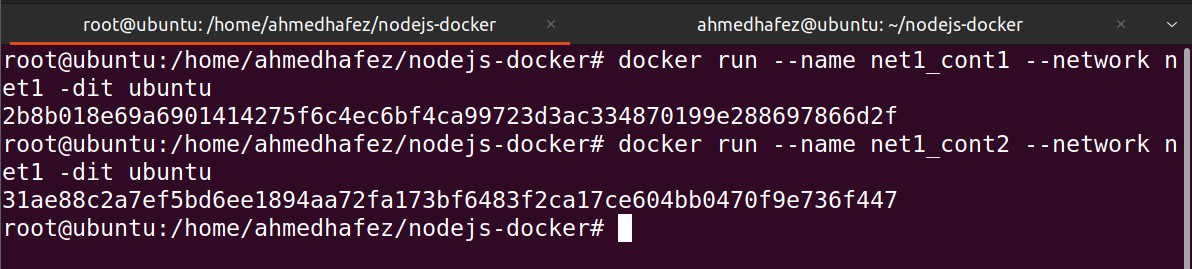 root@ubuntu: /home/ahmedhafez/nodejs-docker × ahmedhafez@ubuntu: ~/nodejs-docker ×
root@ubuntu:/home/ahmedhafez/nodejs-docker# docker run --name net1_cont1 --network n
et1 -dit ubuntu
2b8b018e69a6901414275f6c4ec6bf4ca99723d3ac334870199e288697866d2f
root@ubuntu:/home/ahmedhafez/nodejs-docker# docker run --name net1_cont2 --network n
et1 -dit ubuntu
31ae88c2a7ef5bd6ee1894aa72fa173bf6483f2ca17ce604bb0470f9e736f447
root@ubuntu:/home/ahmedhafez/nodejs-docker#